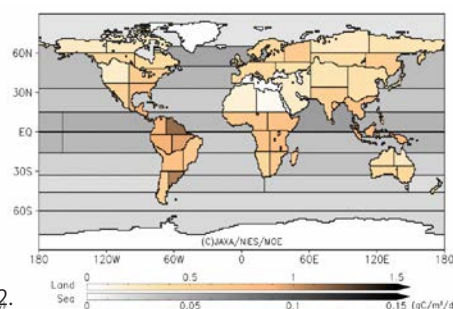 60N
30N
EQ
30S
60S
(C)JAXA/NIES/MOE
180 120W 60W 0 60E 120E 180
Land 0 0.5 1 1.5
Sea 0 0.05 0.1 0.15 (gC/m²/d
2.